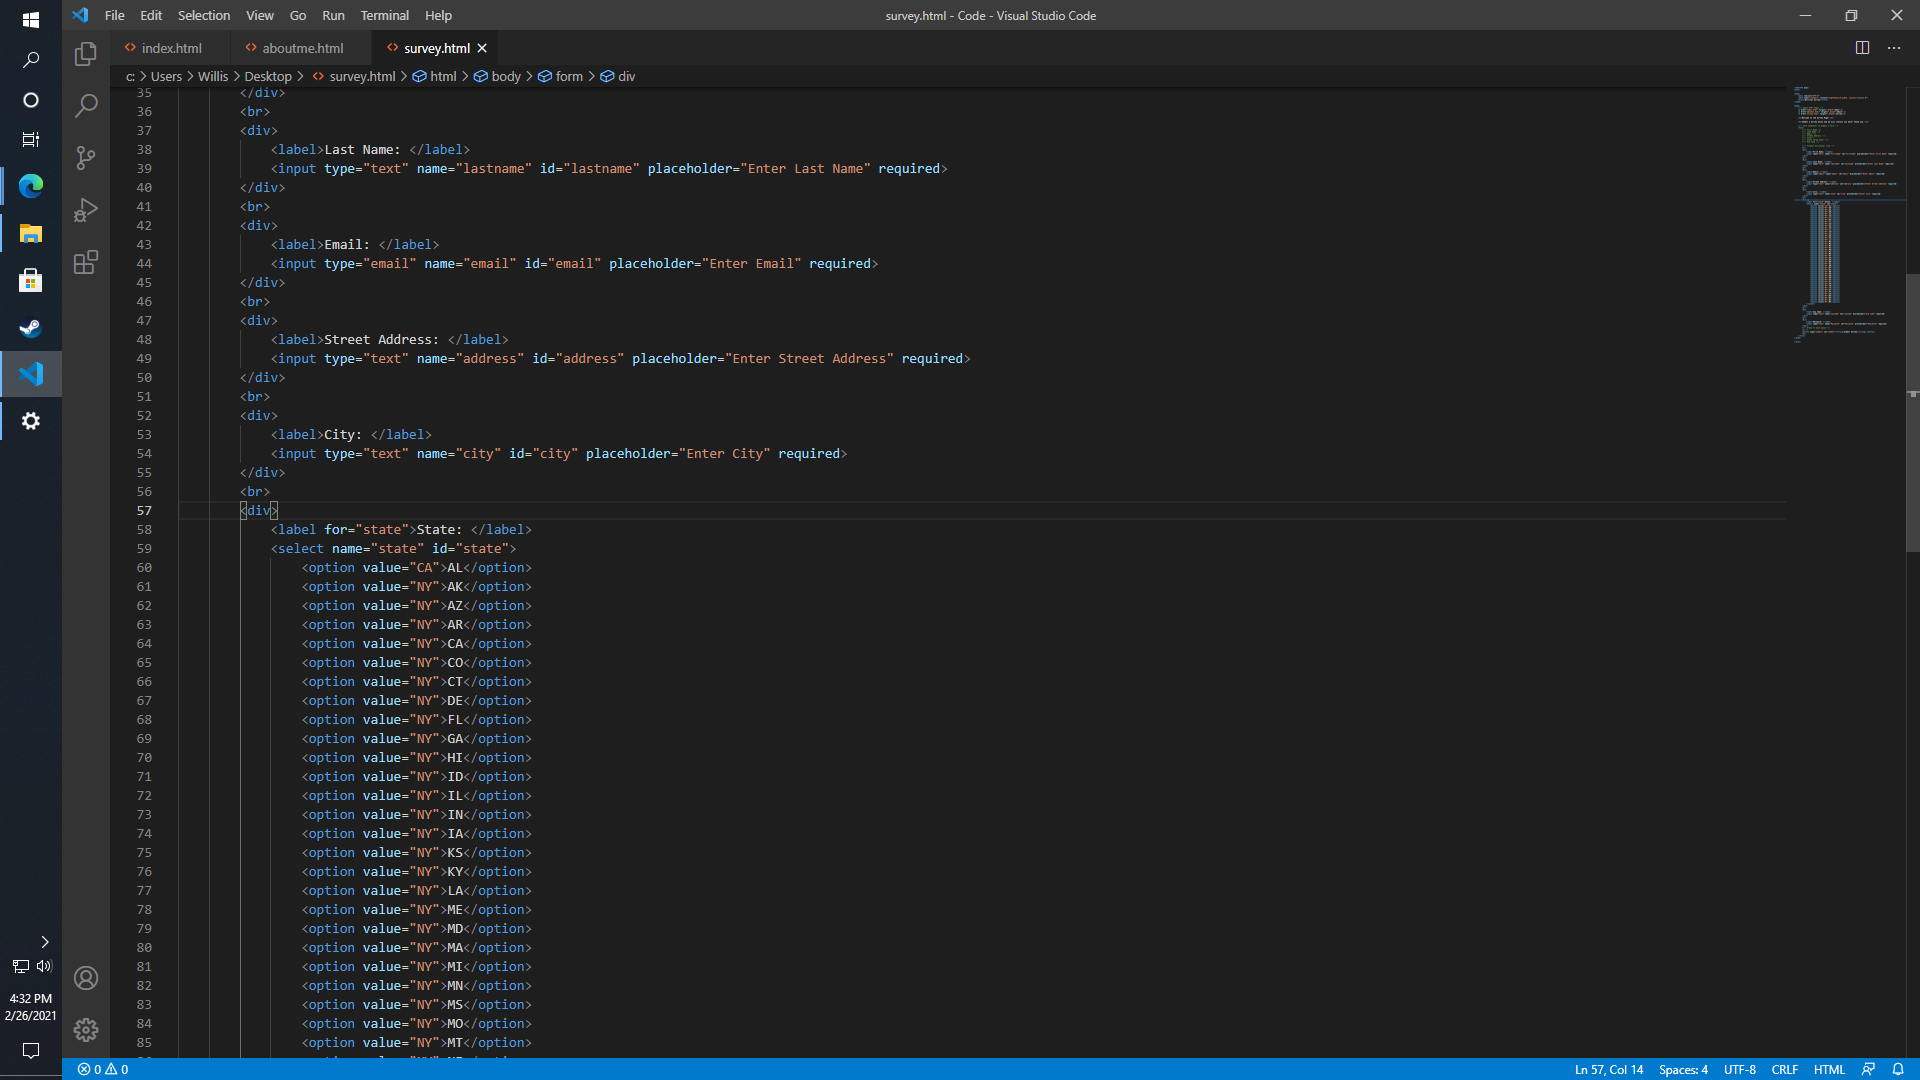 File Edit Selection View Go Run Terminal Help
survey.html - Code - Visual Studio Code
index.html aboutme.html survey.html
c: > Users > Willis > Desktop > survey.html > html > body > form > div
35 </div>
36 <br>
37 <div>
38 <label>Last Name: </label>
39 <input type="text" name="lastname" id="lastname" placeholder="Enter Last Name" required>
40 </div>
41 <br>
42 <div>
43 <label>Email: </label>
44 <input type="email" name="email" id="email" placeholder="Enter Email" required>
45 </div>
46 <br>
47 <div>
48 <label>Street Address: </label>
49 <input type="text" name="address" id="address" placeholder="Enter Street Address" required>
50 </div>
51 <br>
52 <div>
53 <label>City: </label>
54 <input type="text" name="city" id="city" placeholder="Enter City" required>
55 </div>
56 <br>
57 <div>
58 <label for="state">State: </label>
59 <select name="state" id="state">
60 <option value="CA">AL</option>
61 <option value="NY">AK</option>
62 <option value="NY">AZ</option>
63 <option value="NY">AR</option>
64 <option value="NY">CA</option>
65 <option value="NY">CO</option>
66 <option value="NY">CT</option>
67 <option value="NY">DE</option>
68 <option value="NY">FL</option>
69 <option value="NY">GA</option>
70 <option value="NY">HI</option>
71 <option value="NY">ID</option>
72 <option value="NY">IL</option>
73 <option value="NY">IN</option>
74 <option value="NY">IA</option>
75 <option value="NY">KS</option>
76 <option value="NY">KY</option>
77 <option value="NY">LA</option>
78 <option value="NY">ME</option>
79 <option value="NY">MD</option>
80 <option value="NY">MA</option>
81 <option value="NY">MI</option>
82 <option value="NY">MN</option>
83 <option value="NY">MS</option>
84 <option value="NY">MO</option>
85 <option value="NY">MT</option>
4:32 PM
2/26/2021
0 0
Ln 57, Col 14 Spaces: 4 UTF-8 CRLF HTML